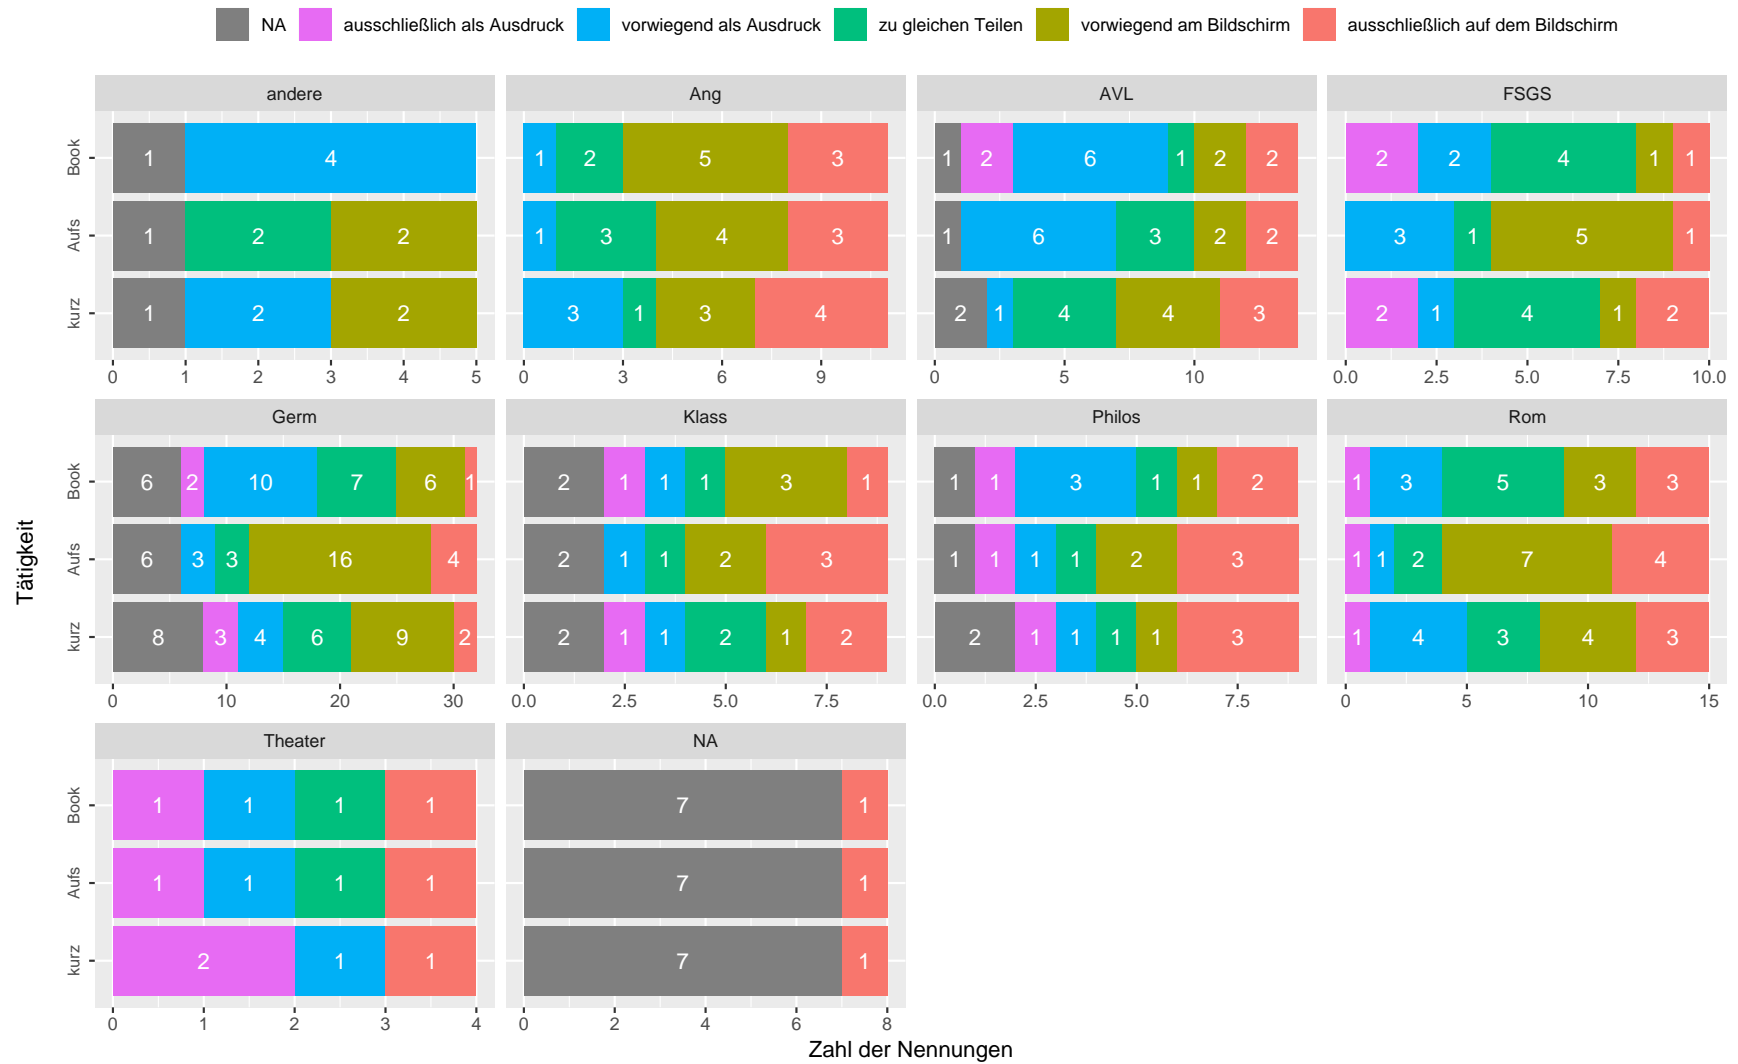 NA ausschließlich als Ausdruck vorwiegend als Ausdruck zu gleichen Teilen vorwiegend am Bildschirm ausschließlich auf dem Bildschirm
andere Ang AVL FSGS
Book 1 4 1 2 5 3 1 2 6 1 2 2 2 2 4 1 1
Aufs 1 2 2 1 3 4 3 1 6 3 2 2 3 1 5 1
kurz 1 2 2 3 1 3 4 2 1 4 4 3 2 1 4 1 2
0 1 2 3 4 5 0 3 6 9 0 5 10 0.0 2.5 5.0 7.5 10.0
Germ Klass Philos Rom
Book 6 2 10 7 6 1 2 1 1 1 3 1 1 1 3 1 1 2 1 3 5 3 3
Aufs 6 3 3 16 4 2 1 1 2 3 1 1 1 1 2 3 1 1 2 7 4
kurz 8 3 4 6 9 2 2 1 1 2 1 2 2 1 1 1 1 3 1 4 3 4 3
0 10 20 30 0.0 2.5 5.0 7.5 0.0 2.5 5.0 7.5 0 5 10 15
Theater NA
Book 1 1 1 1 7 1
Aufs 1 1 1 1 7 1
kurz 2 1 1 7 1
0 1 2 3 4 0 2 4 6 8
Zahl der Nennungen
Tätigkeit